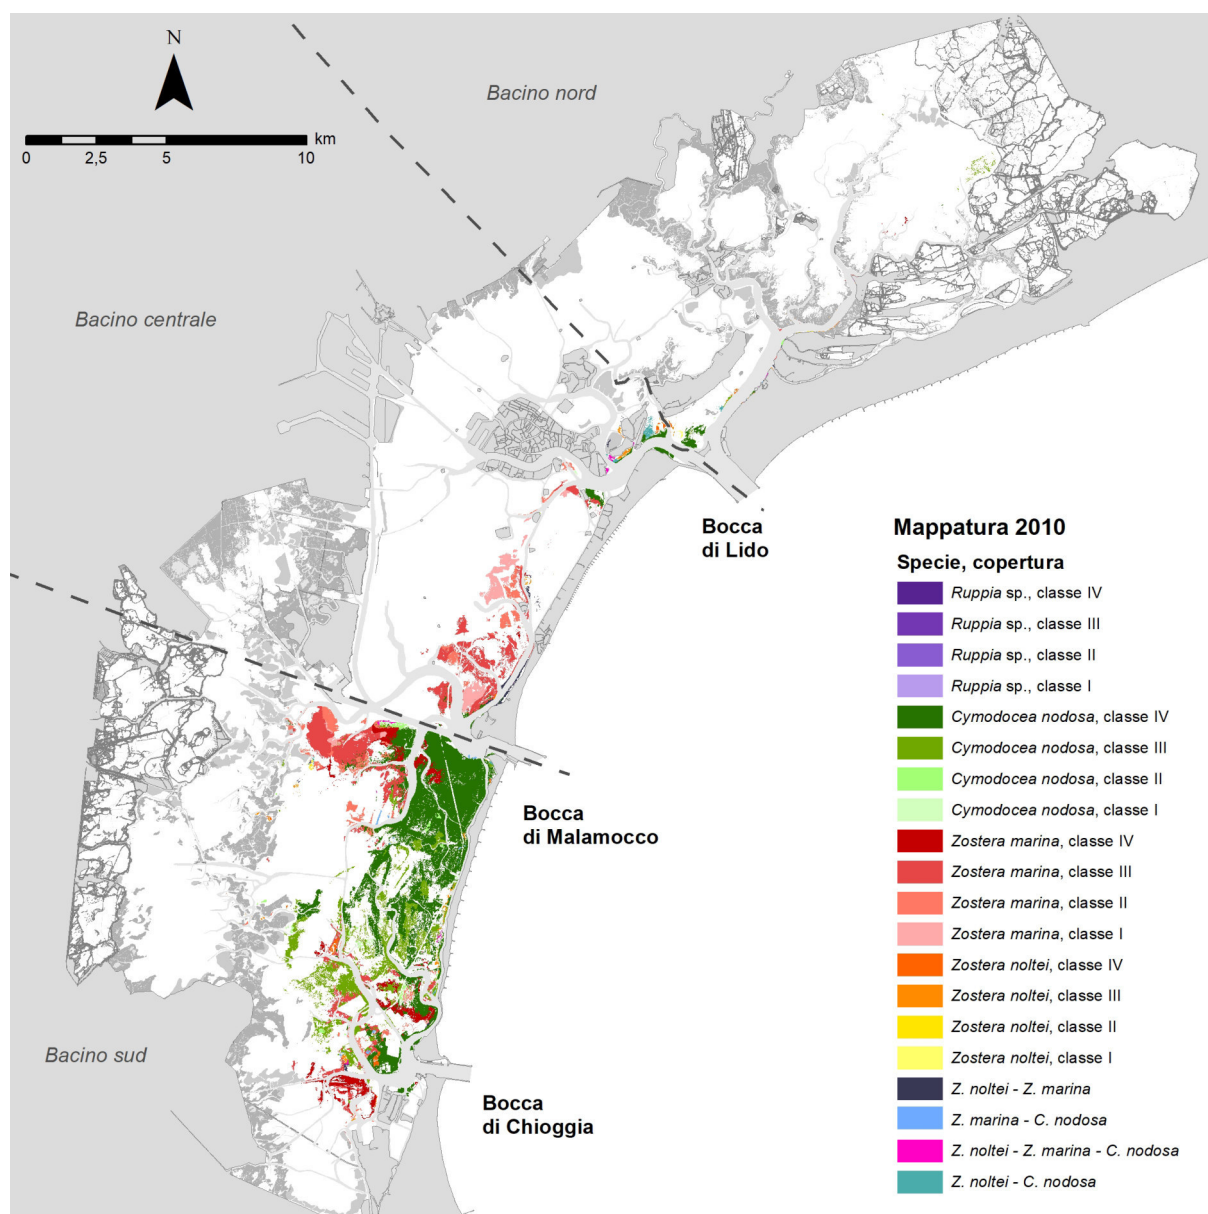 N
km
0 2,5 5 10
Bacino nord
Bacino centrale
Bacino sud
Bocca
di Lido
Bocca
di Malamocco
Bocca
di Chioggia
Mappatura 2010
Specie, copertura
Ruppia sp., classe IV
Ruppia sp., classe III
Ruppia sp., classe II
Ruppia sp., classe I
Cymodocea nodosa, classe IV
Cymodocea nodosa, classe III
Cymodocea nodosa, classe II
Cymodocea nodosa, classe I
Zostera marina, classe IV
Zostera marina, classe III
Zostera marina, classe II
Zostera marina, classe I
Zostera noltei, classe IV
Zostera noltei, classe III
Zostera noltei, classe II
Zostera noltei, classe I
Z. noltei - Z. marina
Z. marina - C. nodosa
Z. noltei - Z. marina - C. nodosa
Z. noltei - C. nodosa